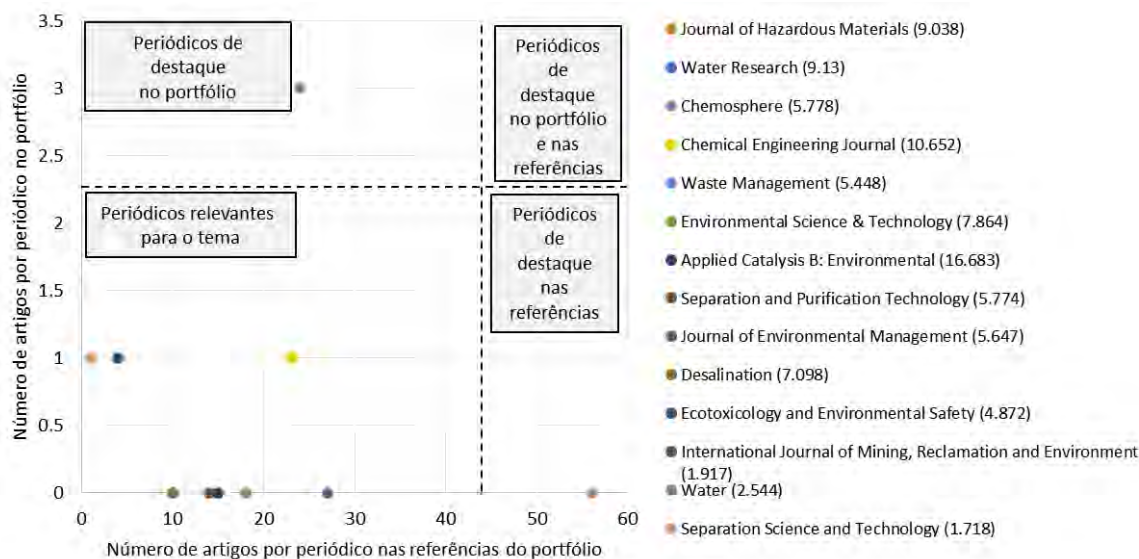 Número de artigos por periódico no portfólio
3.5
3
2.5
2
1.5
1
0.5
0
Periódicos de
destaque
no portfólio
Periódicos
de
destaque
no portfólio
e nas
referências
Periódicos relevantes
para o tema
Periódicos
de
destaque
nas
referências
0
10
20
30
40
50
60
Número de artigos por periódico nas referências do portfólio
Journal of Hazardous Materials (9.038)
Water Research (9.13)
Chemosphere (5.778)
Chemical Engineering Journal (10.652)
Waste Management (5.448)
Environmental Science & Technology (7.864)
Applied Catalysis B: Environmental (16.683)
Separation and Purification Technology (5.774)
Journal of Environmental Management (5.647)
Desalination (7.098)
Ecotoxicology and Environmental Safety (4.872)
International Journal of Mining, Reclamation and Environment
(1.917)
Water (2.544)
Separation Science and Technology (1.718)